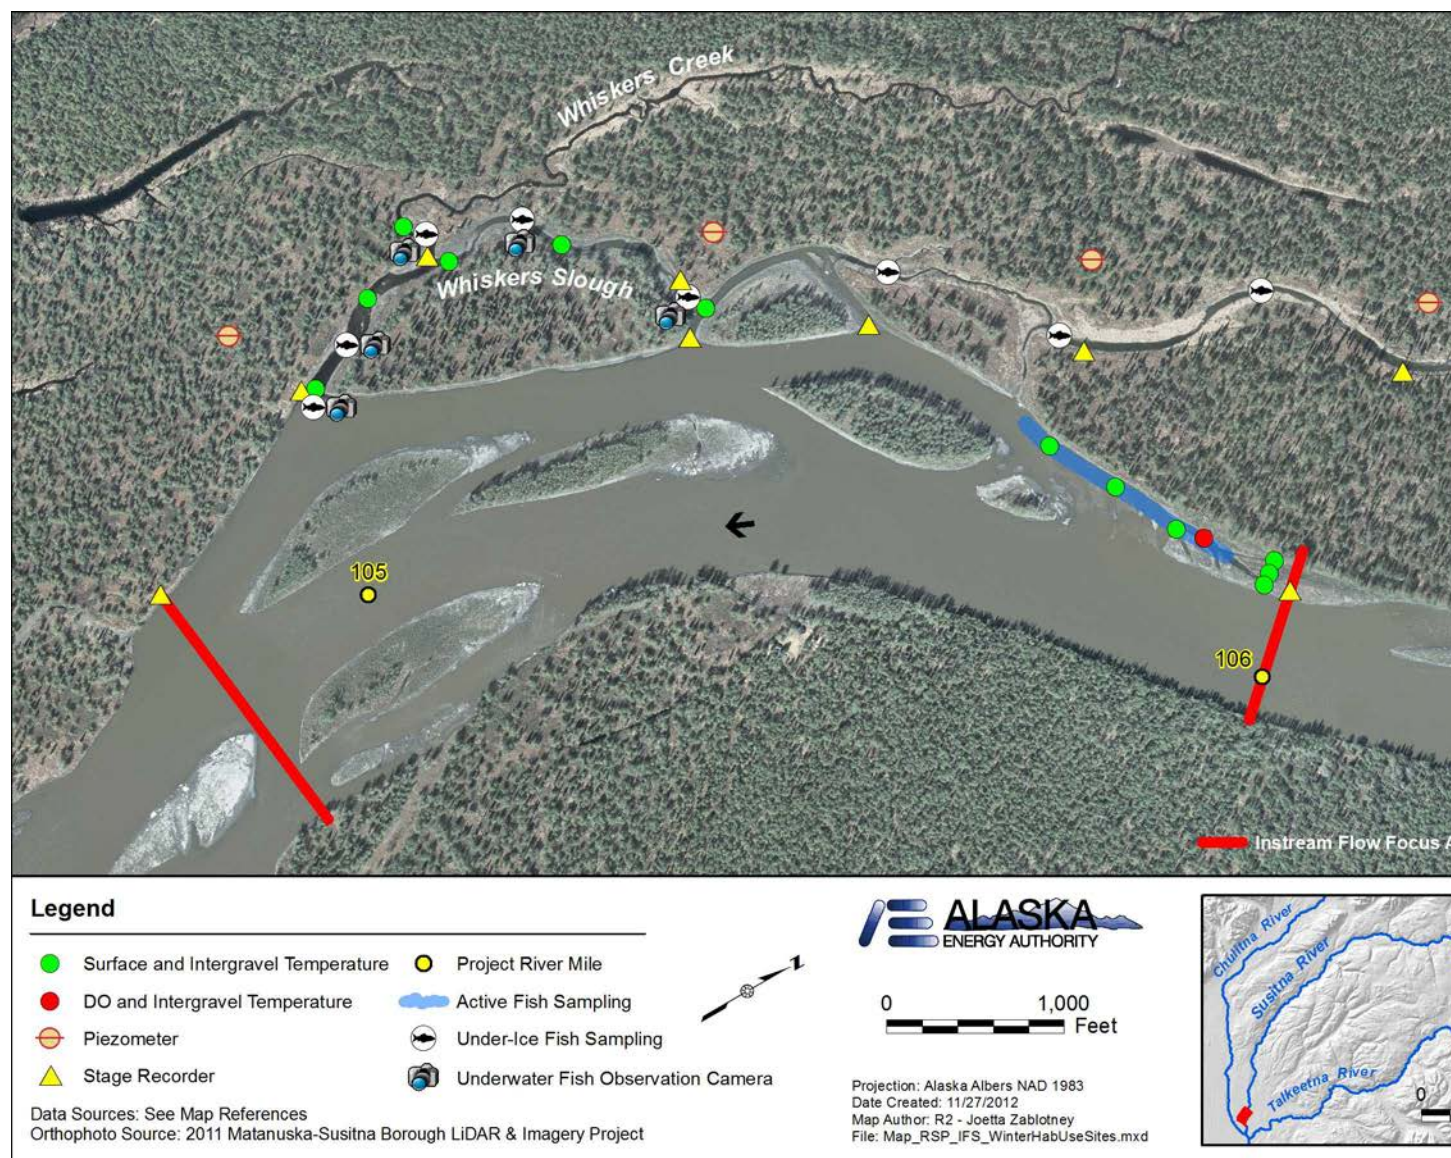 Whiskers Creek
Whiskers Slough
105
106
Instream Flow Focus A
Legend
Surface and Intergravel Temperature
DO and Intergravel Temperature
Piezometer
Stage Recorder
Project River Mile
Active Fish Sampling
Under-Ice Fish Sampling
Underwater Fish Observation Camera
Data Sources: See Map References
Orthophoto Source: 2011 Matanuska-Susitna Borough LiDAR & Imagery Project
Z
ALASKA
ENERGY AUTHORITY
0 1,000
Feet
Projection: Alaska Albers NAD 1983
Date Created: 11/27/2012
Map Author: R2 - Joetta Zablotney
File: Map_RSP_IFS_WinterHabUseSites.mxd
Chulitna River
Susitna River
Talkeetna River
0